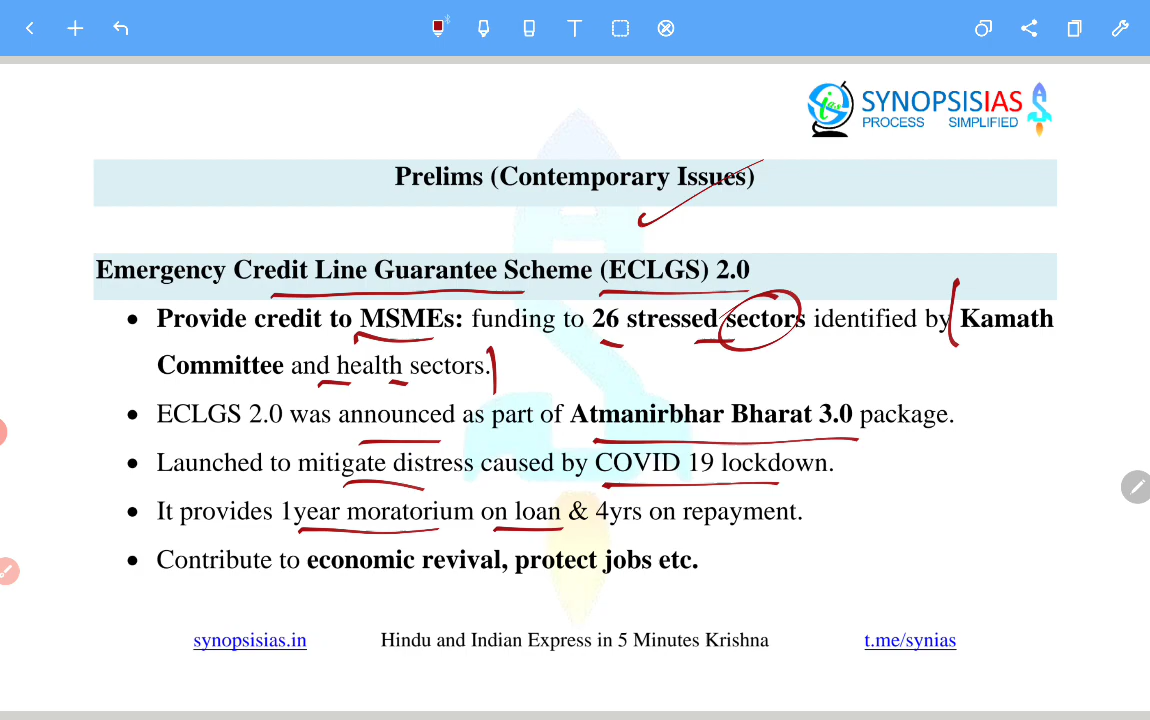 SYNOPSISIAS
PROCESS SIMPLIFIED
Prelims (Contemporary Issues)
Emergency Credit Line Guarantee Scheme (ECLGS) 2.0
• Provide credit to MSMEs: funding to 26 stressed sectors identified by Kamath
Committee and health sectors.
• ECLGS 2.0 was announced as part of Atmanirbhar Bharat 3.0 package.
• Launched to mitigate distress caused by COVID 19 lockdown.
• It provides 1year moratorium on loan & 4yrs on repayment.
• Contribute to economic revival, protect jobs etc.
synopsisias.in Hindu and Indian Express in 5 Minutes Krishna t.me/synias